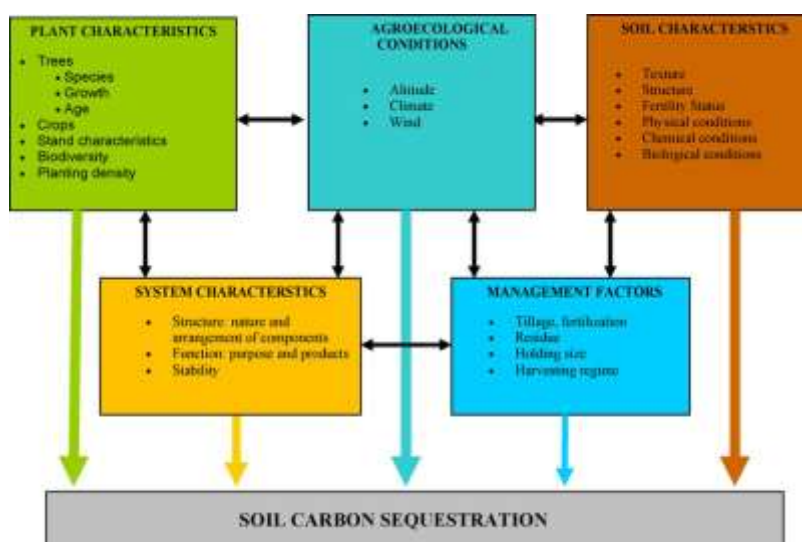 PLANT CHARACTERISTICS
• Trees
• Species
• Growth
• Age
• Crops
• Stand characteristics
• Biodiversity
• Planting density
AGROECOLOGICAL
CONDITIONS
• Altitude
• Climate
• Wind
SOIL CHARACTERSTICS
• Texture
• Structure
• Fertility Status
• Physical conditions
• Chemical conditions
• Biological conditions
SYSTEM CHARACTERSTICS
• Structure: nature and
arrangement of components
• Function: purpose and products
• Stability
MANAGEMENT FACTORS
• Tillage, fertilization
• Residue
• Holding size
• Harvesting regime
SOIL CARBON SEQUESTRATION